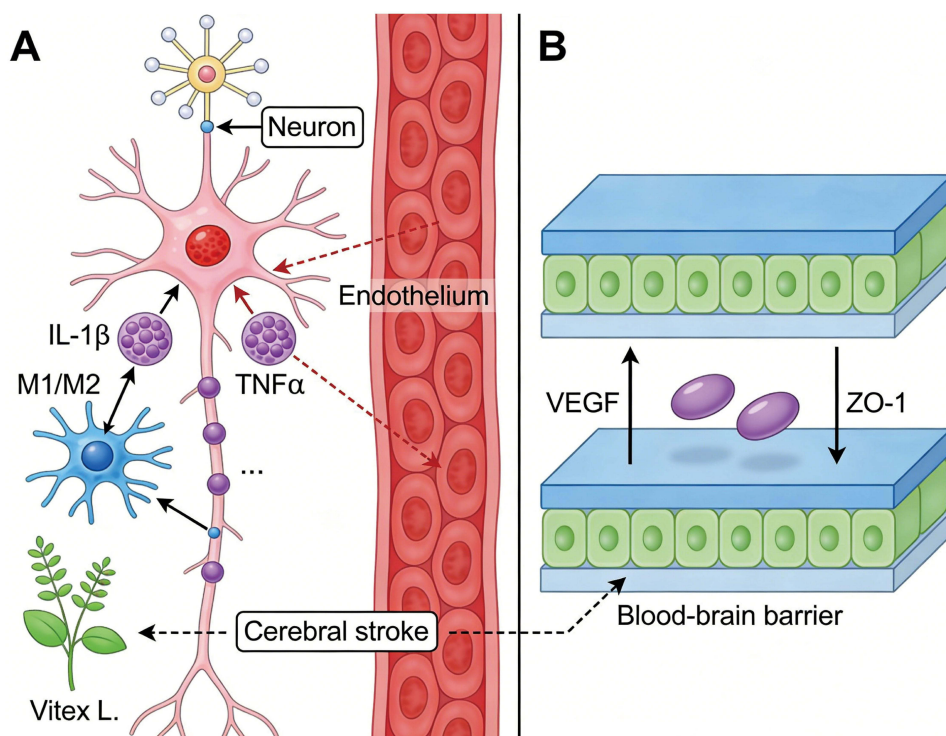 A
Neuron
Endothelium
IL-1β
TNFα
M1/M2
...
Cerebral stroke
Vitex L.
B
VEGF
ZO-1
Blood-brain barrier